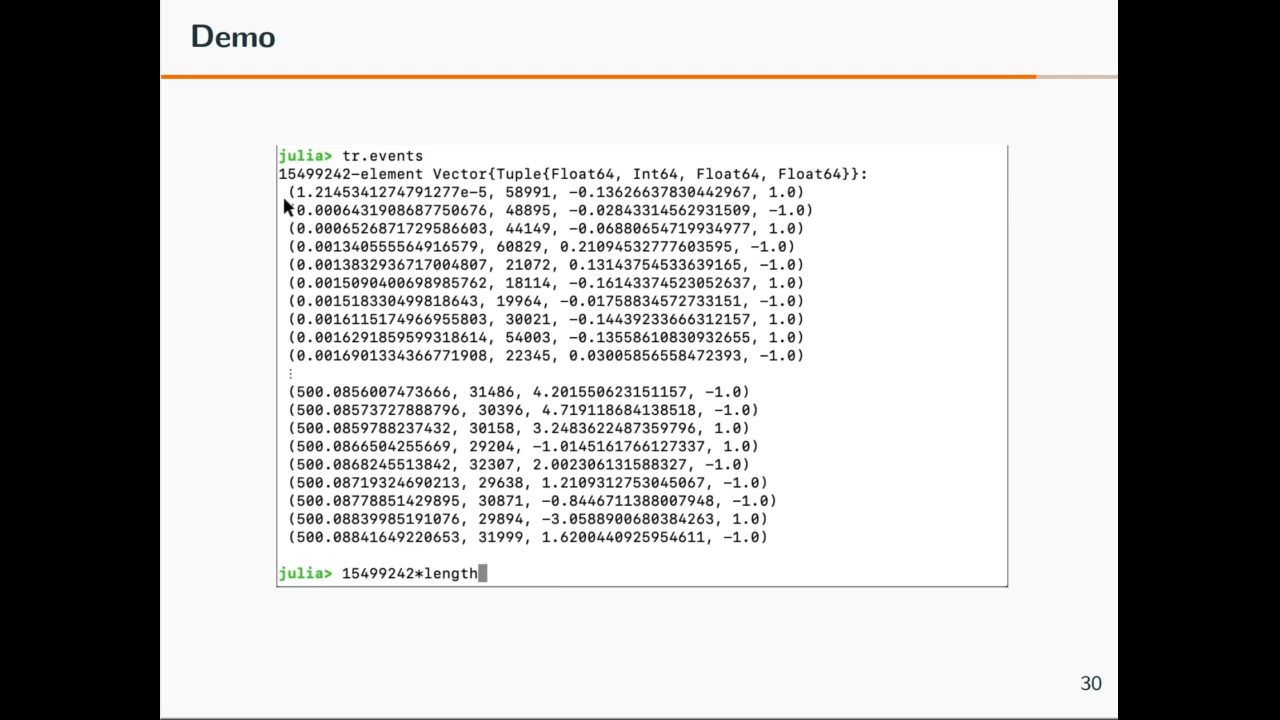 Demo
julia> tr.events
15499242-element Vector{Tuple{Float64, Int64, Float64, Float64}}:
(1.2145341274791277e-5, 58991, -0.13626637830442967, 1.0)
(0.0006431908687750676, 48895, -0.02843314562931509, -1.0)
(0.0006526871729586603, 44149, -0.06880654719934977, 1.0)
(0.001340555564916579, 60829, 0.21094532777603595, -1.0)
(0.0013832936717004807, 21072, 0.13143754533639165, -1.0)
(0.0015090400698985762, 18114, -0.16143374523052637, 1.0)
(0.001518330499818643, 19964, -0.01758834572733151, -1.0)
(0.0016115174966955803, 30021, -0.14439233666312157, 1.0)
(0.0016291859599318614, 54003, -0.13558610830932655, 1.0)
(0.0016901334366771908, 22345, 0.03005856558472393, -1.0)
⋮
(500.0856007473666, 31486, 4.201550623151157, -1.0)
(500.08573727888796, 30396, 4.719118684138518, -1.0)
(500.0859788237432, 30158, 3.2483622487359796, 1.0)
(500.0866504255669, 29204, -1.0145161766127337, 1.0)
(500.0868245513842, 32307, 2.002306131588327, -1.0)
(500.08719324690213, 29638, 1.2109312753045067, -1.0)
(500.08778851429895, 30871, -0.8446711388007948, -1.0)
(500.08839985191076, 29894, -3.0588900680384263, 1.0)
(500.08841649220653, 31999, 1.6200440925954611, -1.0)
julia> 15499242*length
30